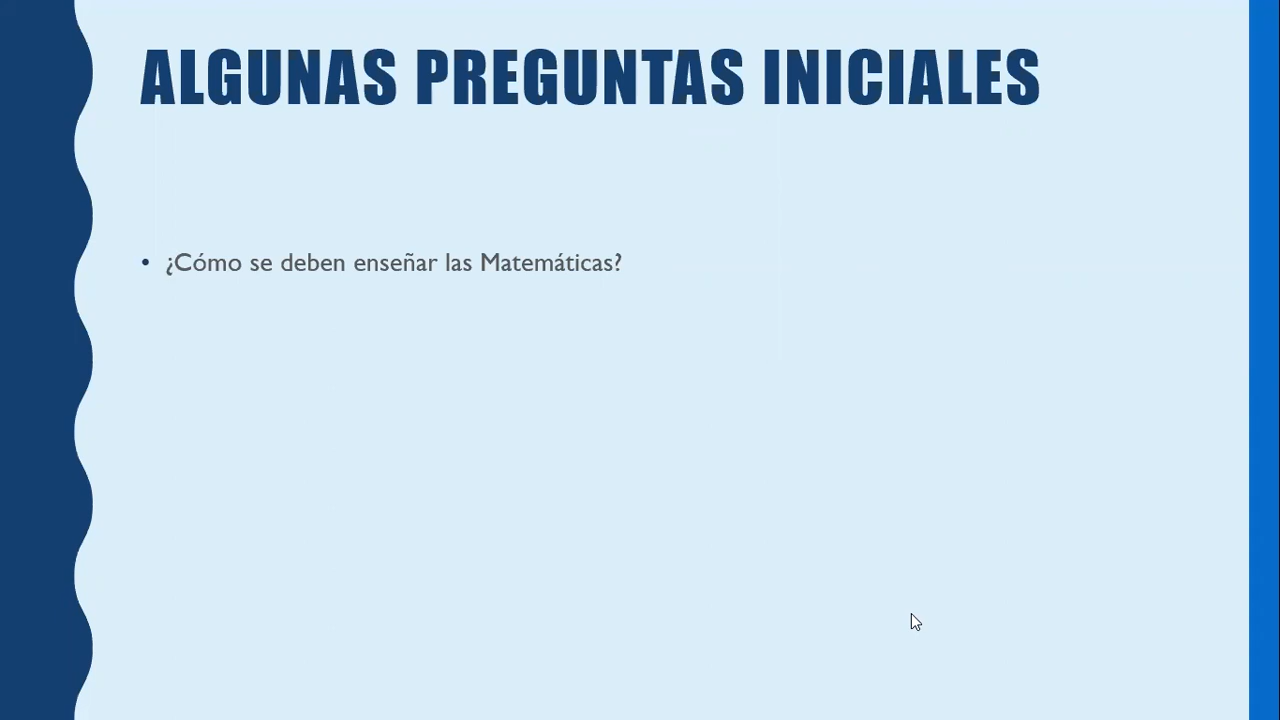 ALGUNAS PREGUNTAS INICIALES
• ¿Cómo se deben enseñar las Matemáticas?